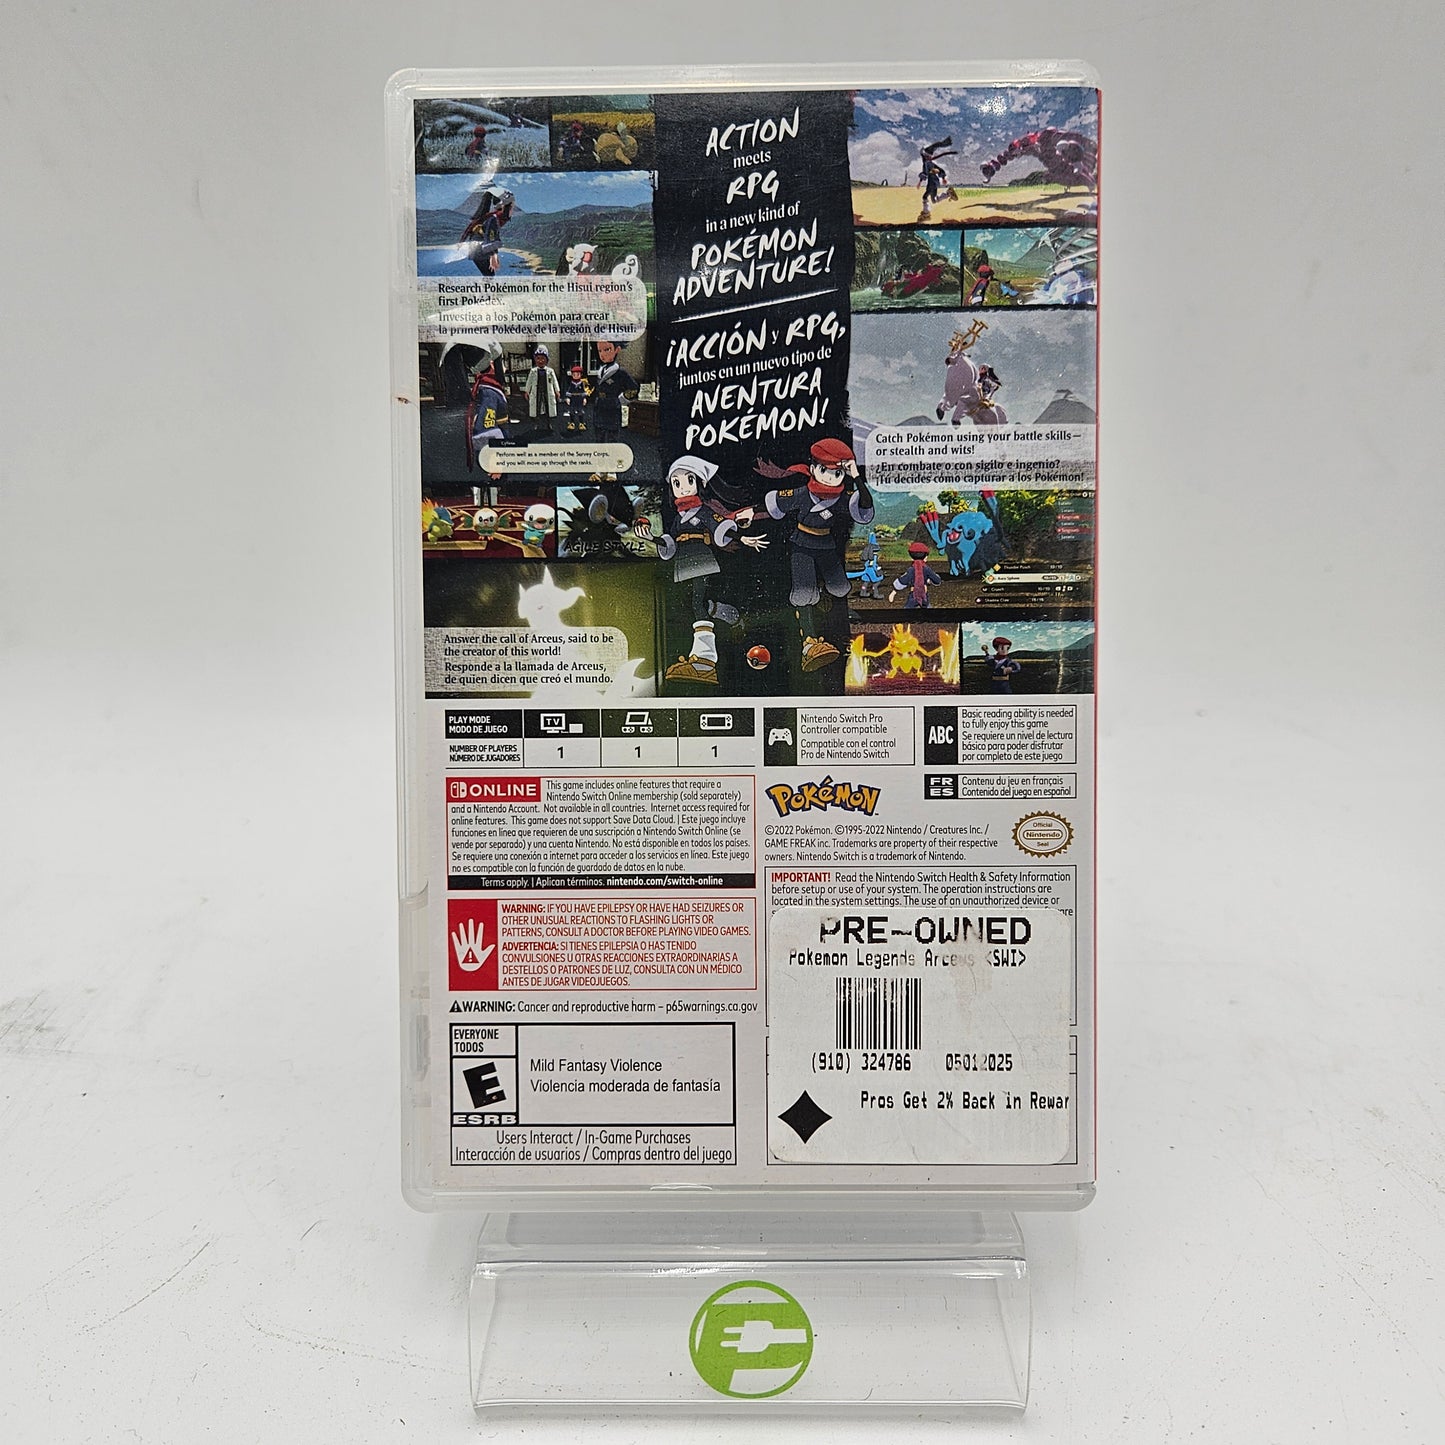 ACTION
meets
RPG
in a new kind of
POKÉMON
ADVENTURE!
¡ACCIÓN y RPG,
juntos en un nuevo tipo de
AVENTURA
POKÉMON!
Research Pokémon for the Hisui region's
first Pokédex.
Investiga a los Pokémon para crear
la primera Pokédex de la región de Hisui.
Cyllene
Perform well as a member of the Survey Corps,
and you will move up through the ranks.
AGILE STYLE
Answer the call of Arceus, said to be
the creator of this world!
Responde a la llamada de Arceus,
de quien dicen que creó el mundo.
Catch Pokémon using your battle skills—
or stealth and wits!
¿En combate o con sigilo e ingenio?
¡Tú decides cómo capturar a los Pokémon!
PLAY MODE
MODO DE JUEGO
TV
NUMBER OF PLAYERS
NÚMERO DE JUGADORES
1 1 1
Nintendo Switch Pro
Controller compatible
Compatible con el control
Pro de Nintendo Switch
ABC
Basic reading ability is needed
to fully enjoy this game
Se requiere un nivel de lectura
básico para poder disfrutar
por completo de este juego
FR
ES
Contenu du jeu en français
Contenido del juego en español
ONLINE
This game includes online features that require a
Nintendo Switch Online membership (sold separately)
and a Nintendo Account. Not available in all countries. Internet access required for
online features. This game does not support Save Data Cloud. | Este juego incluye
funciones en línea que requieren de una suscripción a Nintendo Switch Online (se
vende por separado) y una cuenta Nintendo. No está disponible en todos los países.
Se requiere una conexión a internet para acceder a los servicios en línea. Este juego
no es compatible con la función de guardado de datos en la nube.
Terms apply. | Aplican términos. nintendo.com/switch-online
POKéMON
©2022 Pokémon. ©1995-2022 Nintendo / Creatures Inc. /
GAME FREAK inc. Trademarks are property of their respective
owners. Nintendo Switch is a trademark of Nintendo.
Official
Nintendo
Seal
IMPORTANT! Read the Nintendo Switch Health & Safety Information
before setup or use of your system. The operation instructions are
located in the system settings. The use of an unauthorized device or
WARNING: IF YOU HAVE EPILEPSY OR HAVE HAD SEIZURES OR
OTHER UNUSUAL REACTIONS TO FLASHING LIGHTS OR
PATTERNS, CONSULT A DOCTOR BEFORE PLAYING VIDEO GAMES.
ADVERTENCIA: SI TIENES EPILEPSIA O HAS TENIDO
CONVULSIONES U OTRAS REACCIONES EXTRAORDINARIAS A
DESTELLOS O PATRONES DE LUZ, CONSULTA CON UN MÉDICO
ANTES DE JUGAR VIDEOJUEGOS.
WARNING: Cancer and reproductive harm – p65warnings.ca.gov
EVERYONE
TODOS
E
ESRB
Mild Fantasy Violence
Violencia moderada de fantasía
Users Interact / In-Game Purchases
Interacción de usuarios / Compras dentro del juego
PRE-OWNED
Pokemon Legends Arceus <SWI>
(910) 324786 05012025
Pros Get 2% Back in Rewar